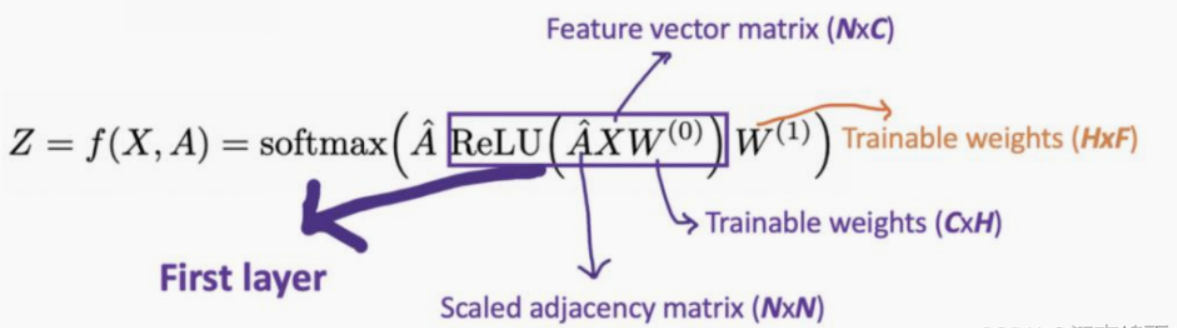 Feature vector matrix (NxC)
Z = f(X, A) = softmax(Â ReLU(ÂXW⁽⁰⁾) W⁽¹⁾) Trainable weights (HxF)
Trainable weights (CxH)
First layer
Scaled adjacency matrix (NxN)